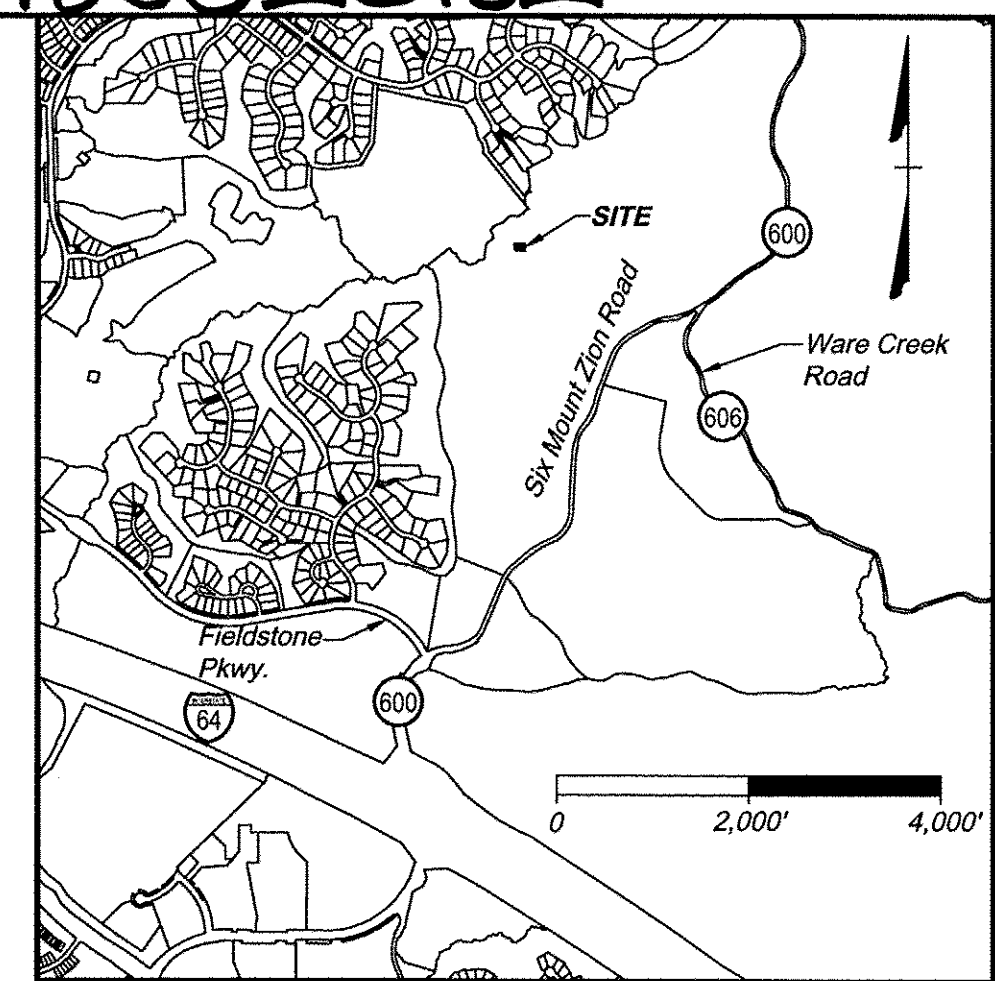 SITE
600
Six Mount Zion Road
Ware Creek
Road
606
Fieldstone
Pkwy.
INTERSTATE
64
600
0 2,000' 4,000'